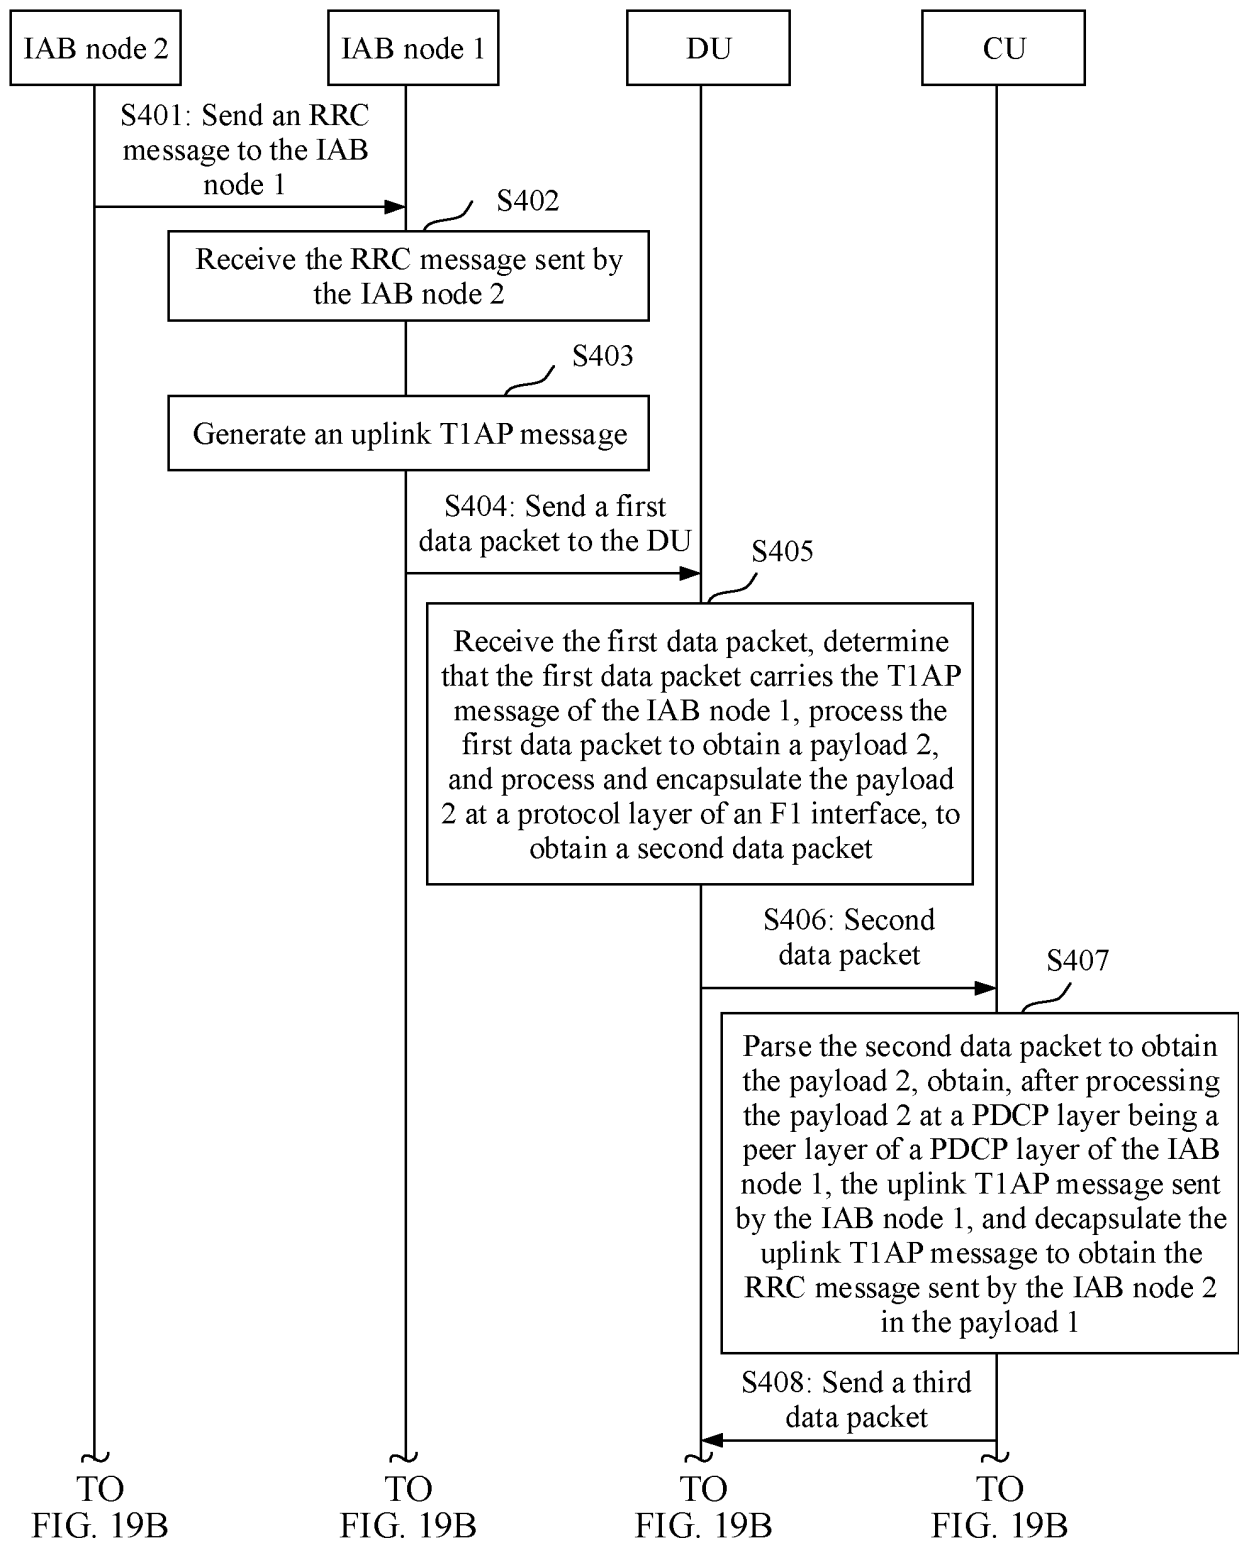 IAB node 2
IAB node 1
DU
CU
S401: Send an RRC
message to the IAB
node 1
S402
Receive the RRC message sent by
the IAB node 2
S403
Generate an uplink T1AP message
S404: Send a first
data packet to the DU
S405
Receive the first data packet, determine
that the first data packet carries the T1AP
message of the IAB node 1, process the
first data packet to obtain a payload 2,
and process and encapsulate the payload
2 at a protocol layer of an F1 interface, to
obtain a second data packet
S406: Second
data packet
S407
Parse the second data packet to obtain
the payload 2, obtain, after processing
the payload 2 at a PDCP layer being a
peer layer of a PDCP layer of the IAB
node 1, the uplink T1AP message sent
by the IAB node 1, and decapsulate the
uplink T1AP message to obtain the
RRC message sent by the IAB node 2
in the payload 1
S408: Send a third
data packet
TO
FIG. 19B
TO
FIG. 19B
TO
FIG. 19B
TO
FIG. 19B